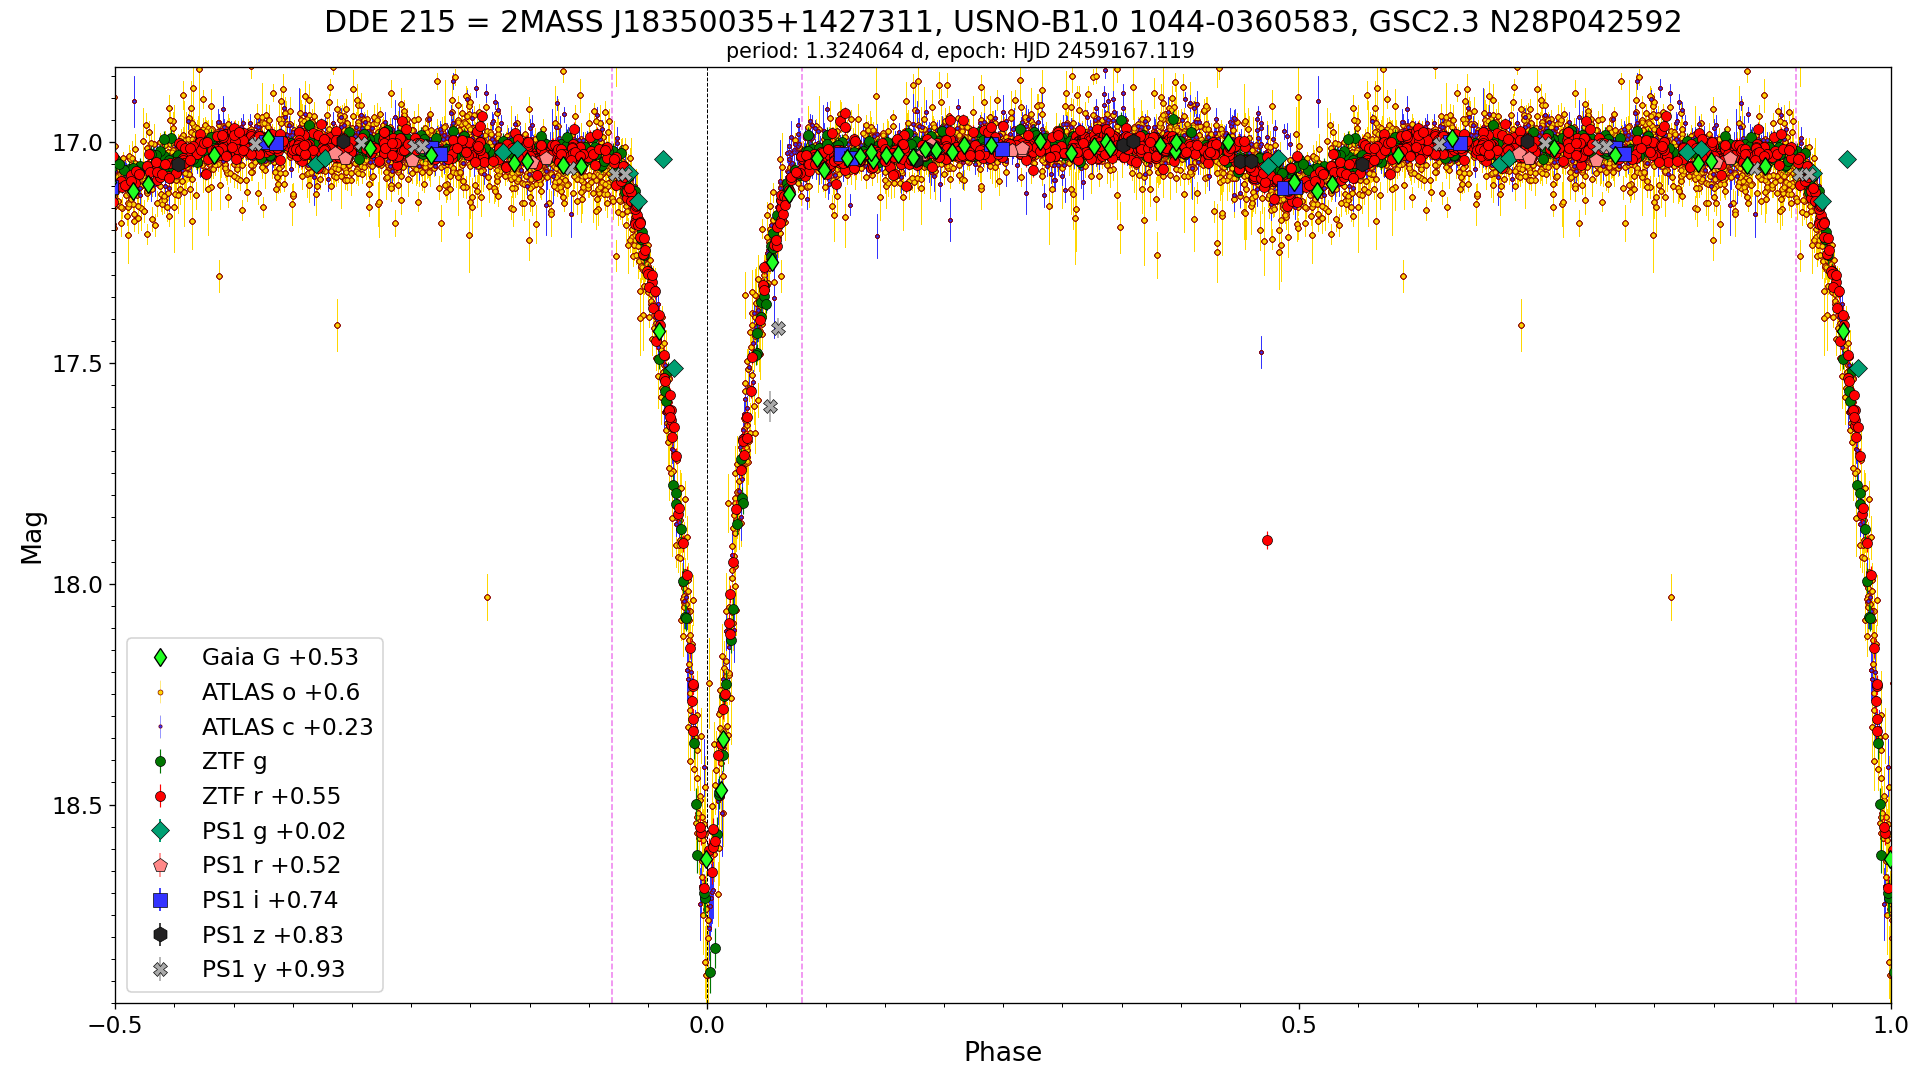 DDE 215 = 2MASS J18350035+1427311, USNO-B1.0 1044-0360583, GSC2.3 N28P042592
period: 1.324064 d, epoch: HJD 2459167.119
Mag
17.0
17.5
18.0
18.5
Gaia G +0.53
ATLAS o +0.6
ATLAS c +0.23
ZTF g
ZTF r +0.55
PS1 g +0.02
PS1 r +0.52
PS1 i +0.74
PS1 z +0.83
PS1 y +0.93
−0.5 0.0 0.5 1.0
Phase